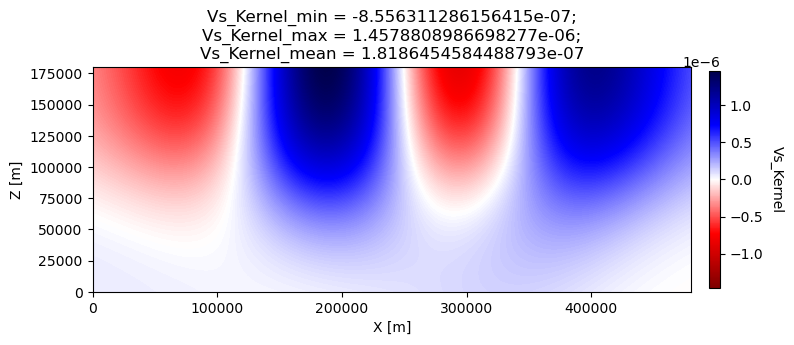 Vs_Kernel_min = -8.556311286156415e-07;
Vs_Kernel_max = 1.4578808986698277e-06;
Vs_Kernel_mean = 1.8186454584488793e-07
1e−6
175000
150000
125000
100000
75000
50000
25000
0
Z [m]
0
100000
200000
300000
400000
X [m]
1.0
0.5
0.0
−0.5
−1.0
Vs_Kernel